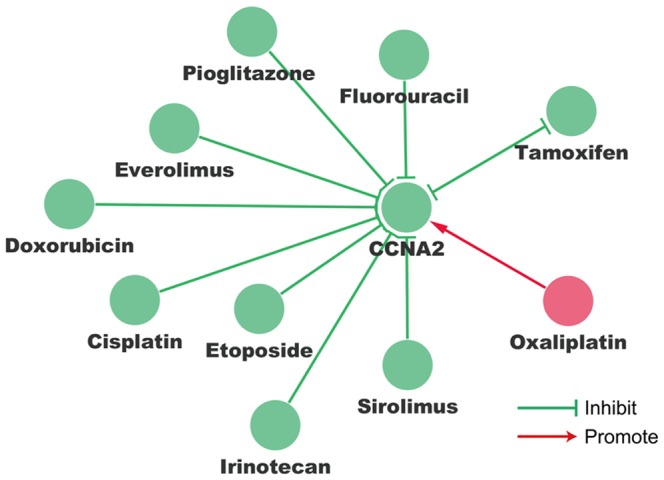 Pioglitazone
Fluorouracil
Tamoxifen
Everolimus
Doxorubicin
CCNA2
Cisplatin
Etoposide
Oxaliplatin
Sirolimus
Irinotecan
Inhibit
Promote